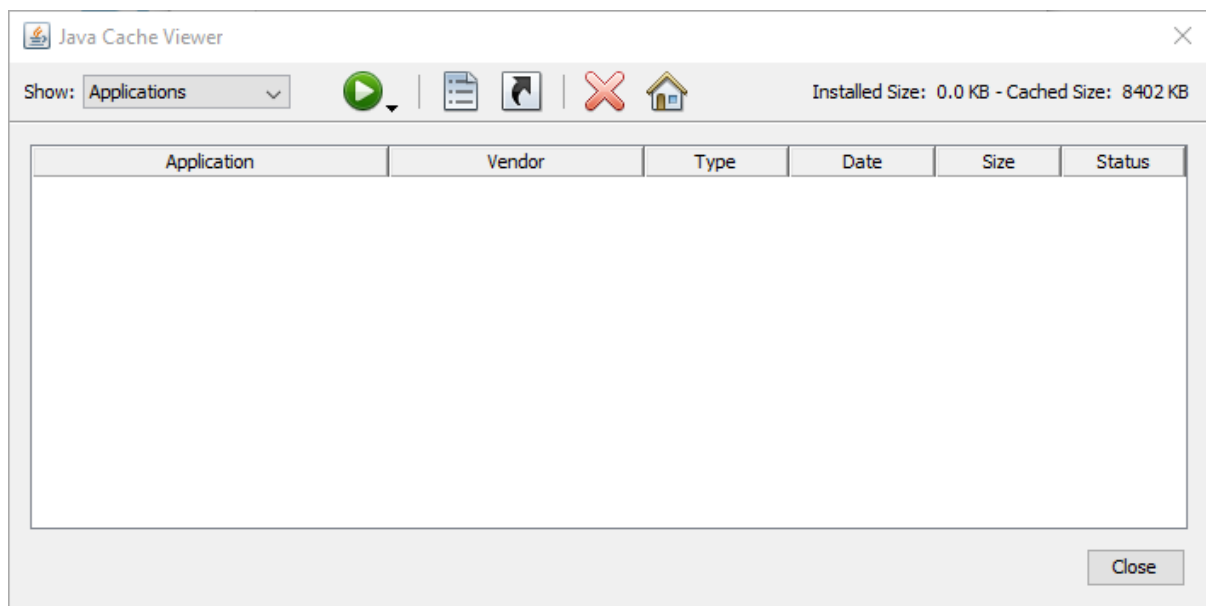 Java Cache Viewer
Show: Applications Installed Size: 0.0 KB - Cached Size: 8402 KB
Application Vendor Type Date Size Status
Close